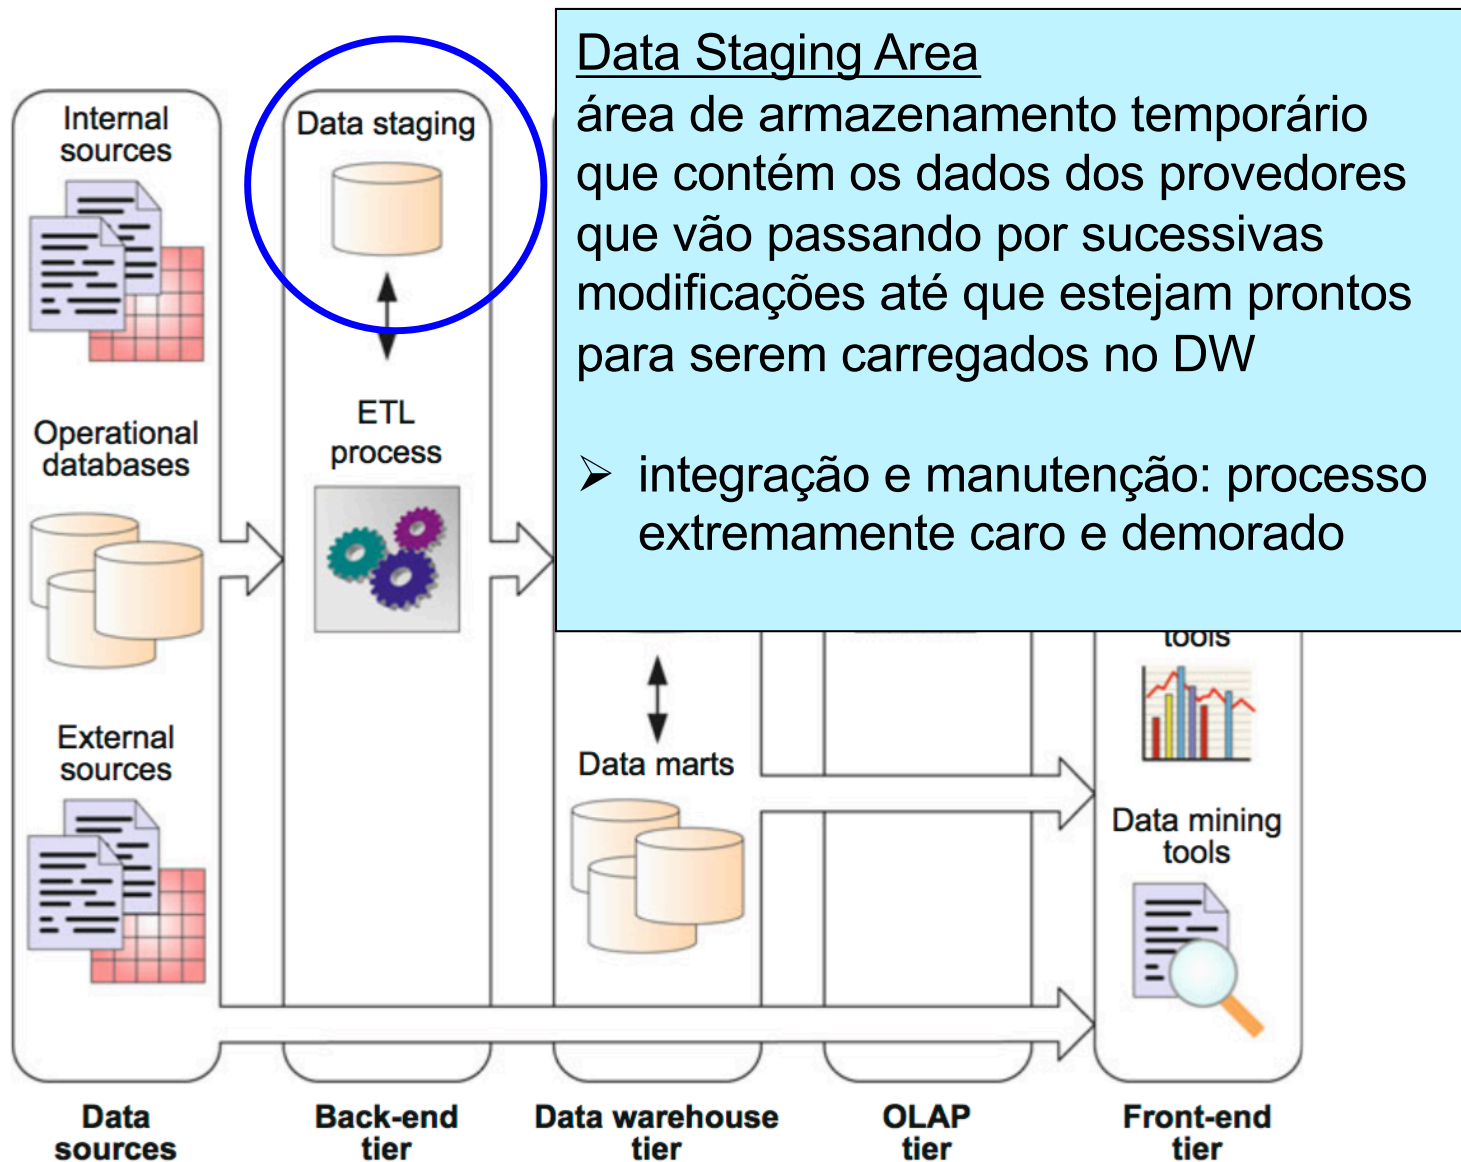 Data Staging Area
área de armazenamento temporário
que contém os dados dos provedores
que vão passando por sucessivas
modificações até que estejam prontos
para serem carregados no DW
➢ integração e manutenção: processo
extremamente caro e demorado
Internal
sources
Operational
databases
External
sources
Data staging
ETL
process
Data marts
tools
Data mining
tools
Data
sources
Back-end
tier
Data warehouse
tier
OLAP
tier
Front-end
tier